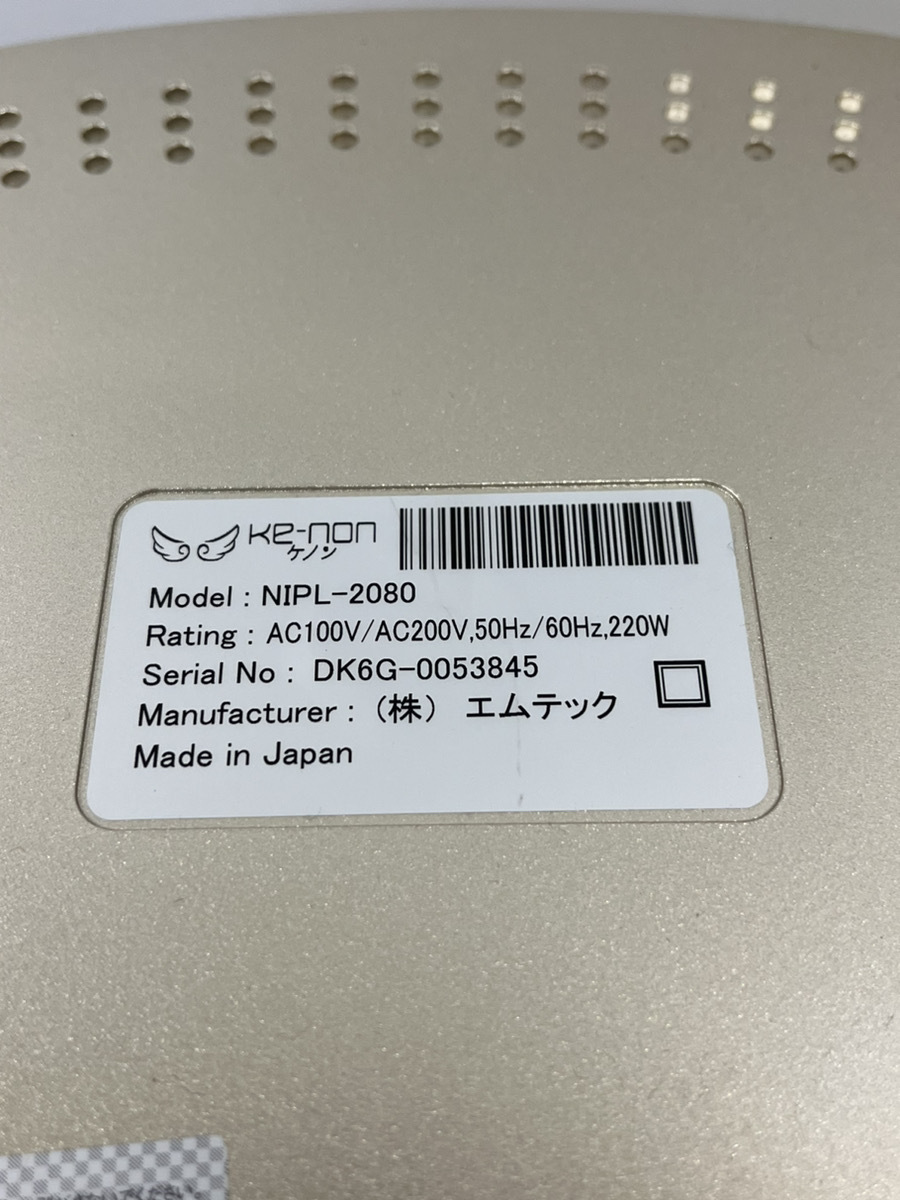 Ke-non
ケノン
Model : NIPL-2080
Rating : AC100V/AC200V,50Hz/60Hz,220W
Serial No : DK6G-0053845
Manufacturer : (株) エムテック
Made in Japan